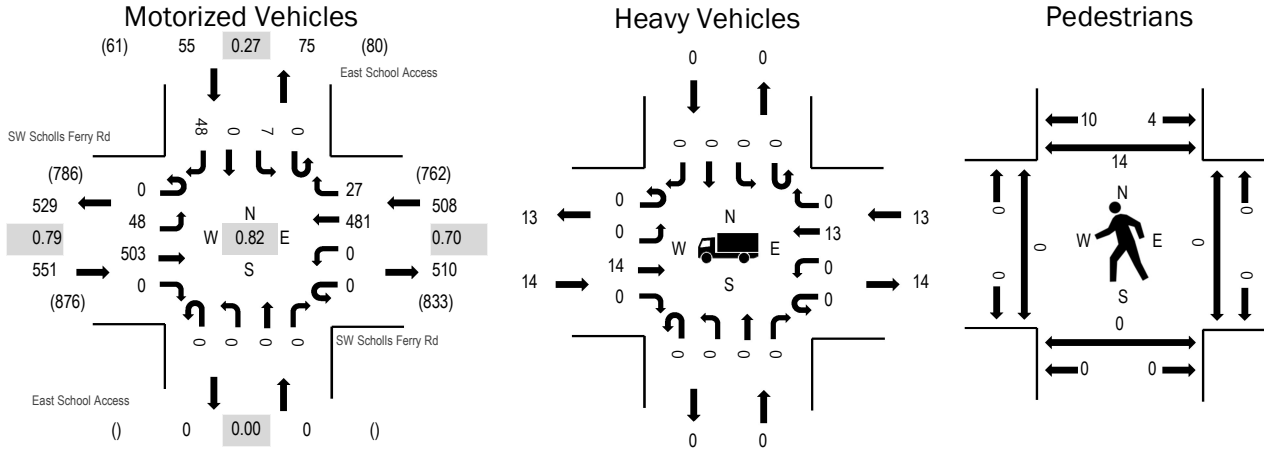 Motorized Vehicles
(61) 55 0.27 75 (80)
East School Access
48 0 7 0
SW Scholls Ferry Rd
(786) 0 27 (762)
529 48 N 481 508
0.79 W 0.82 E 0.70
551 503 S 0 510
(876) 0 0 (833)
0 0 0 0
SW Scholls Ferry Rd
East School Access
() 0 0.00 0 ()
Heavy Vehicles
0 0
0 0 0 0
0 0
13 0 N 13 13
W E
14 14 S 0 14
0 0
0 0 0 0
0 0
Pedestrians
10 4
14
0 0
N
W E
0 0
0 0
S
0
0 0